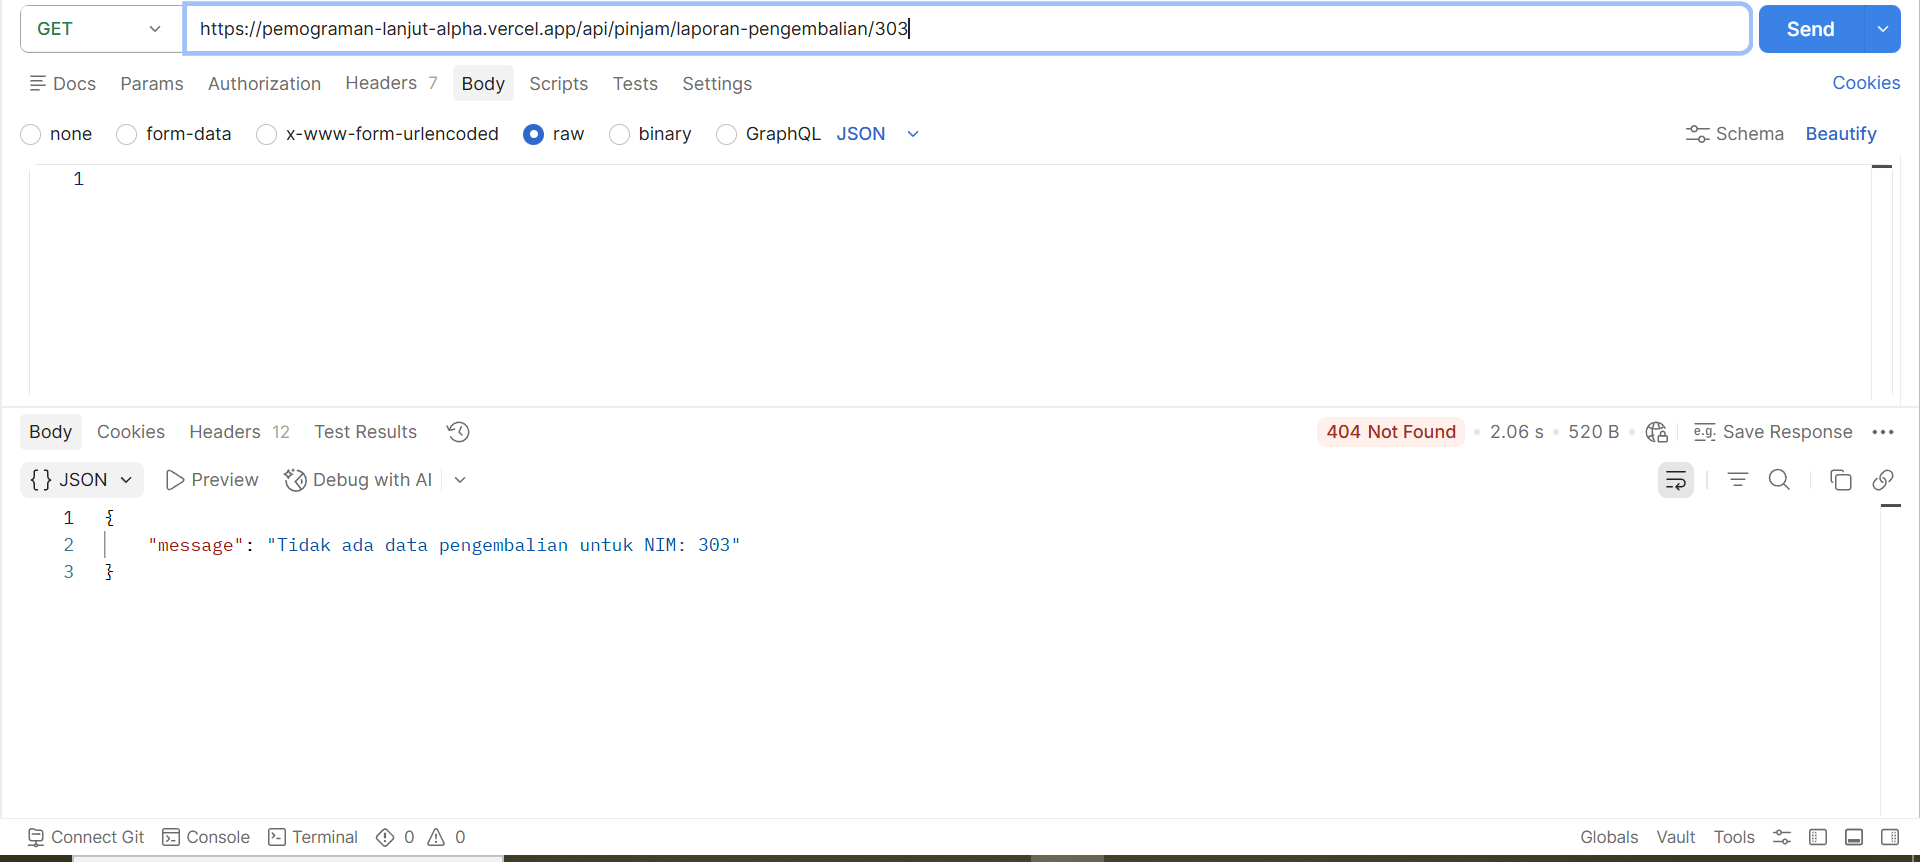 GET https://pemograman-lanjut-alpha.vercel.app/api/pinjam/laporan-pengembalian/303 Send
Docs Params Authorization Headers 7 Body Scripts Tests Settings Cookies
none form-data x-www-form-urlencoded raw binary GraphQL JSON Schema Beautify
1
Body Cookies Headers 12 Test Results 404 Not Found • 2.06 s • 520 B • e.g. Save Response
{} JSON Preview Debug with AI
1 {
2 "message": "Tidak ada data pengembalian untuk NIM: 303"
3 }
Connect Git Console Terminal 0 0 Globals Vault Tools